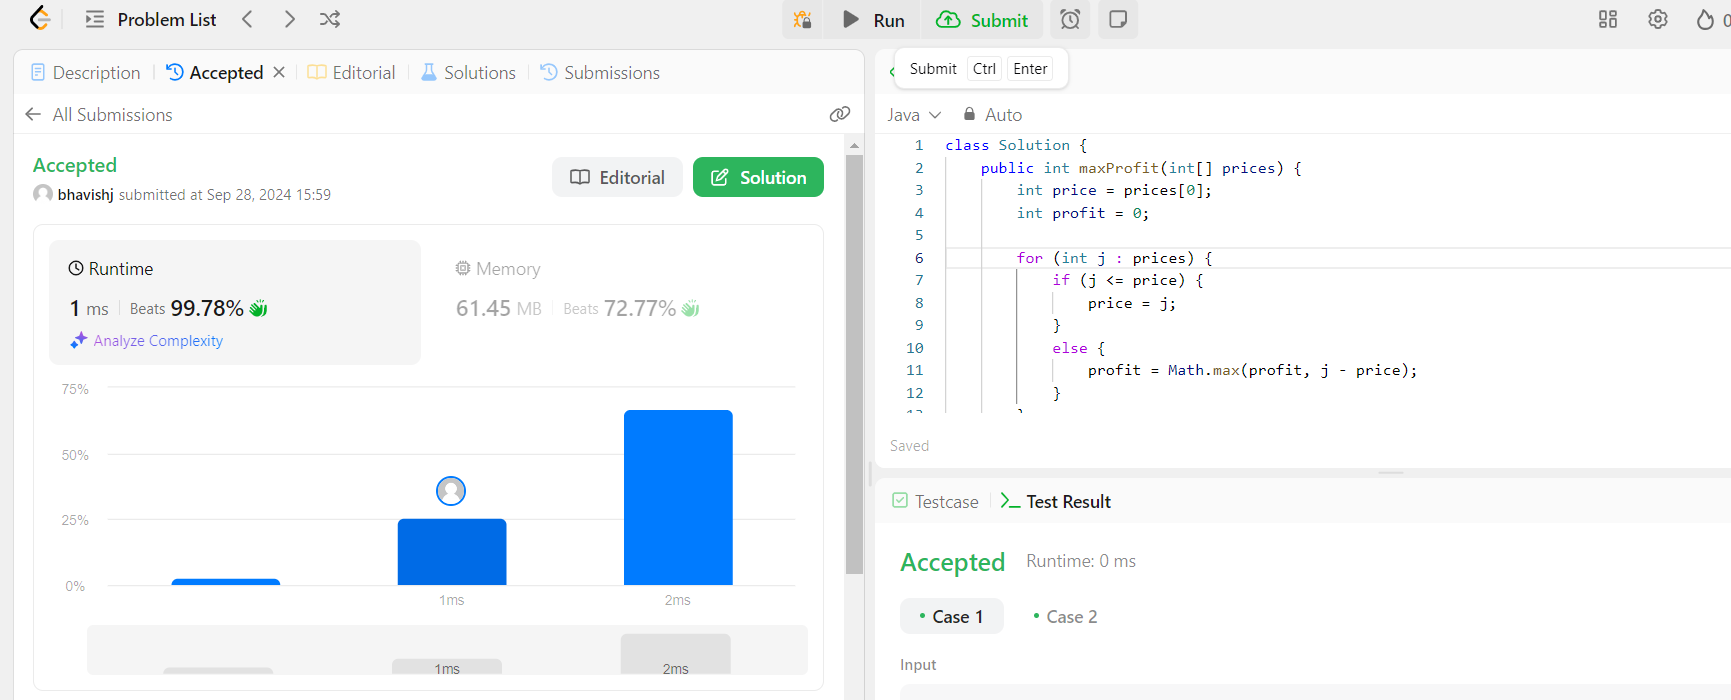 Problem List
Run
Submit
0
Description
Accepted
Editorial
Solutions
Submissions
All Submissions
Accepted
bhavishj submitted at Sep 28, 2024 15:59
Editorial
Solution
Runtime
1 ms
Beats 99.78%
Analyze Complexity
Memory
61.45 MB
Beats 72.77%
75%
50%
25%
0%
1ms
2ms
1ms
2ms
Submit Ctrl Enter
Java
Auto
1 class Solution {
2 public int maxProfit(int[] prices) {
3 int price = prices[0];
4 int profit = 0;
5
6 for (int j : prices) {
7 if (j <= price) {
8 price = j;
9 }
10 else {
11 profit = Math.max(profit, j - price);
12 }
Saved
Testcase
Test Result
Accepted
Runtime: 0 ms
Case 1
Case 2
Input